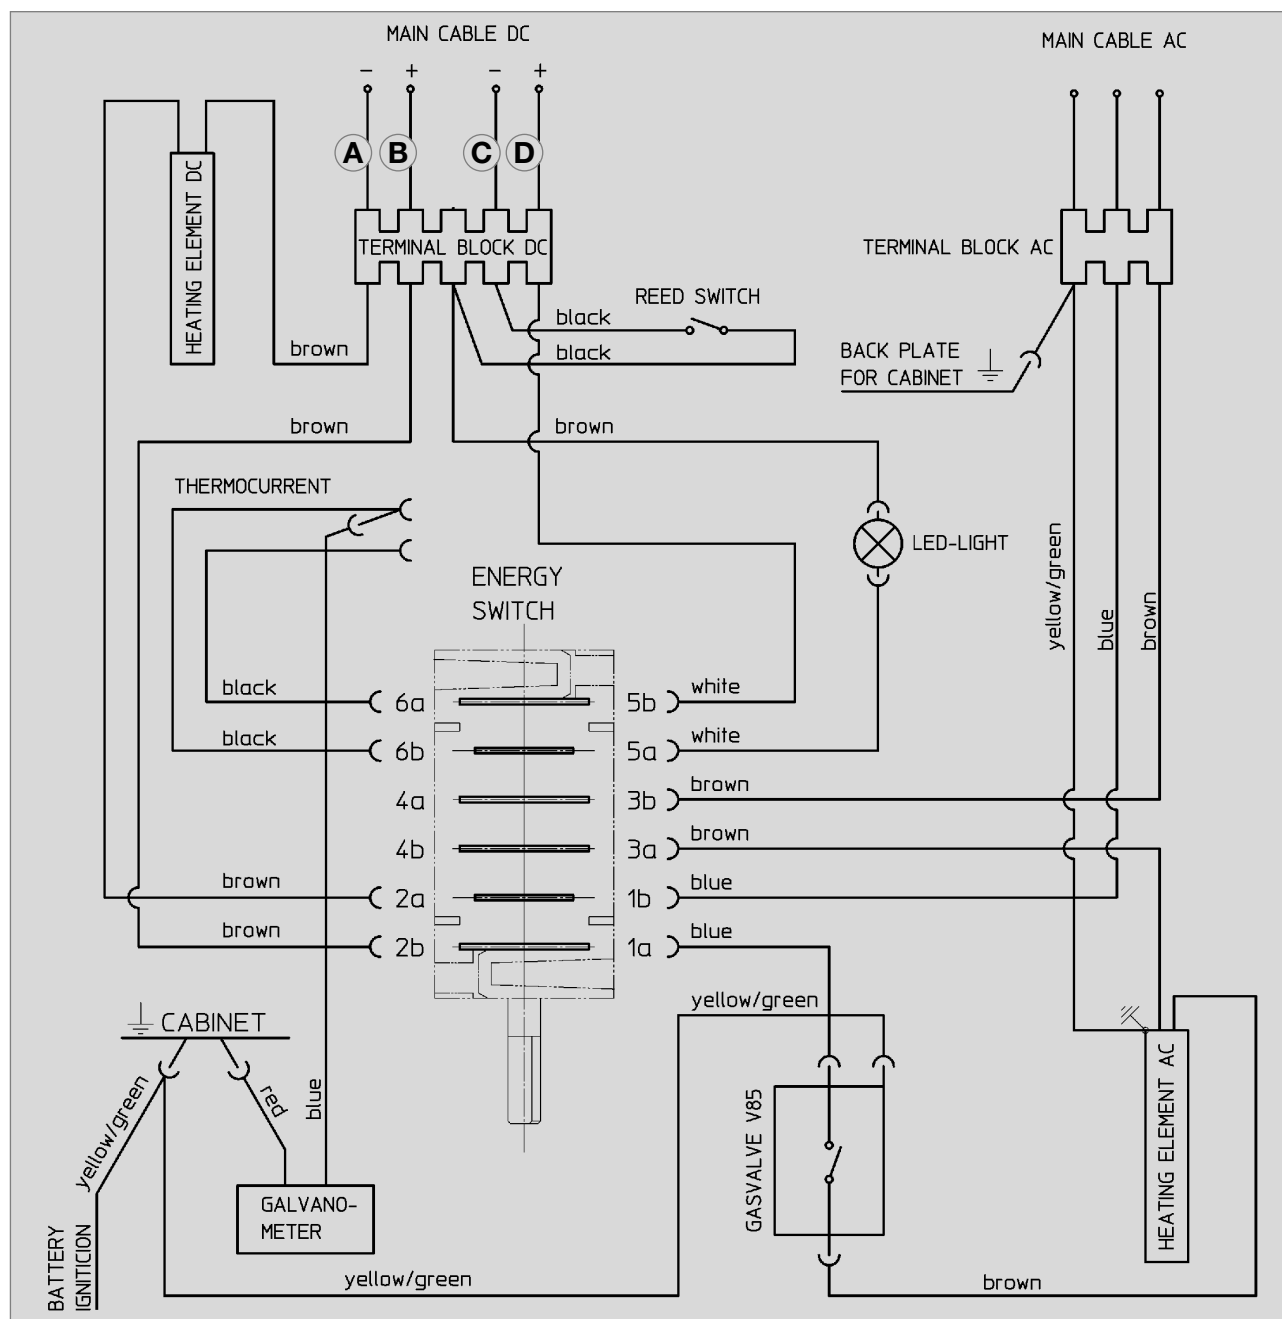 MAIN CABLE DC
MAIN CABLE AC
− + − +
A B C D
HEATING ELEMENT DC
TERMINAL BLOCK DC
TERMINAL BLOCK AC
REED SWITCH
black
brown
black
BACK PLATE
FOR CABINET
brown
brown
THERMOCURRENT
LED-LIGHT
yellow/green
blue
brown
ENERGY
SWITCH
black
6a
5b
white
black
6b
5a
white
4a
3b
brown
4b
3a
brown
brown
2a
1b
blue
brown
2b
1a
blue
yellow/green
CABINET
yellow/green
red
blue
GASVALVE V85
HEATING ELEMENT AC
GALVANO-
METER
BATTERY
IGNITICION
yellow/green
brown